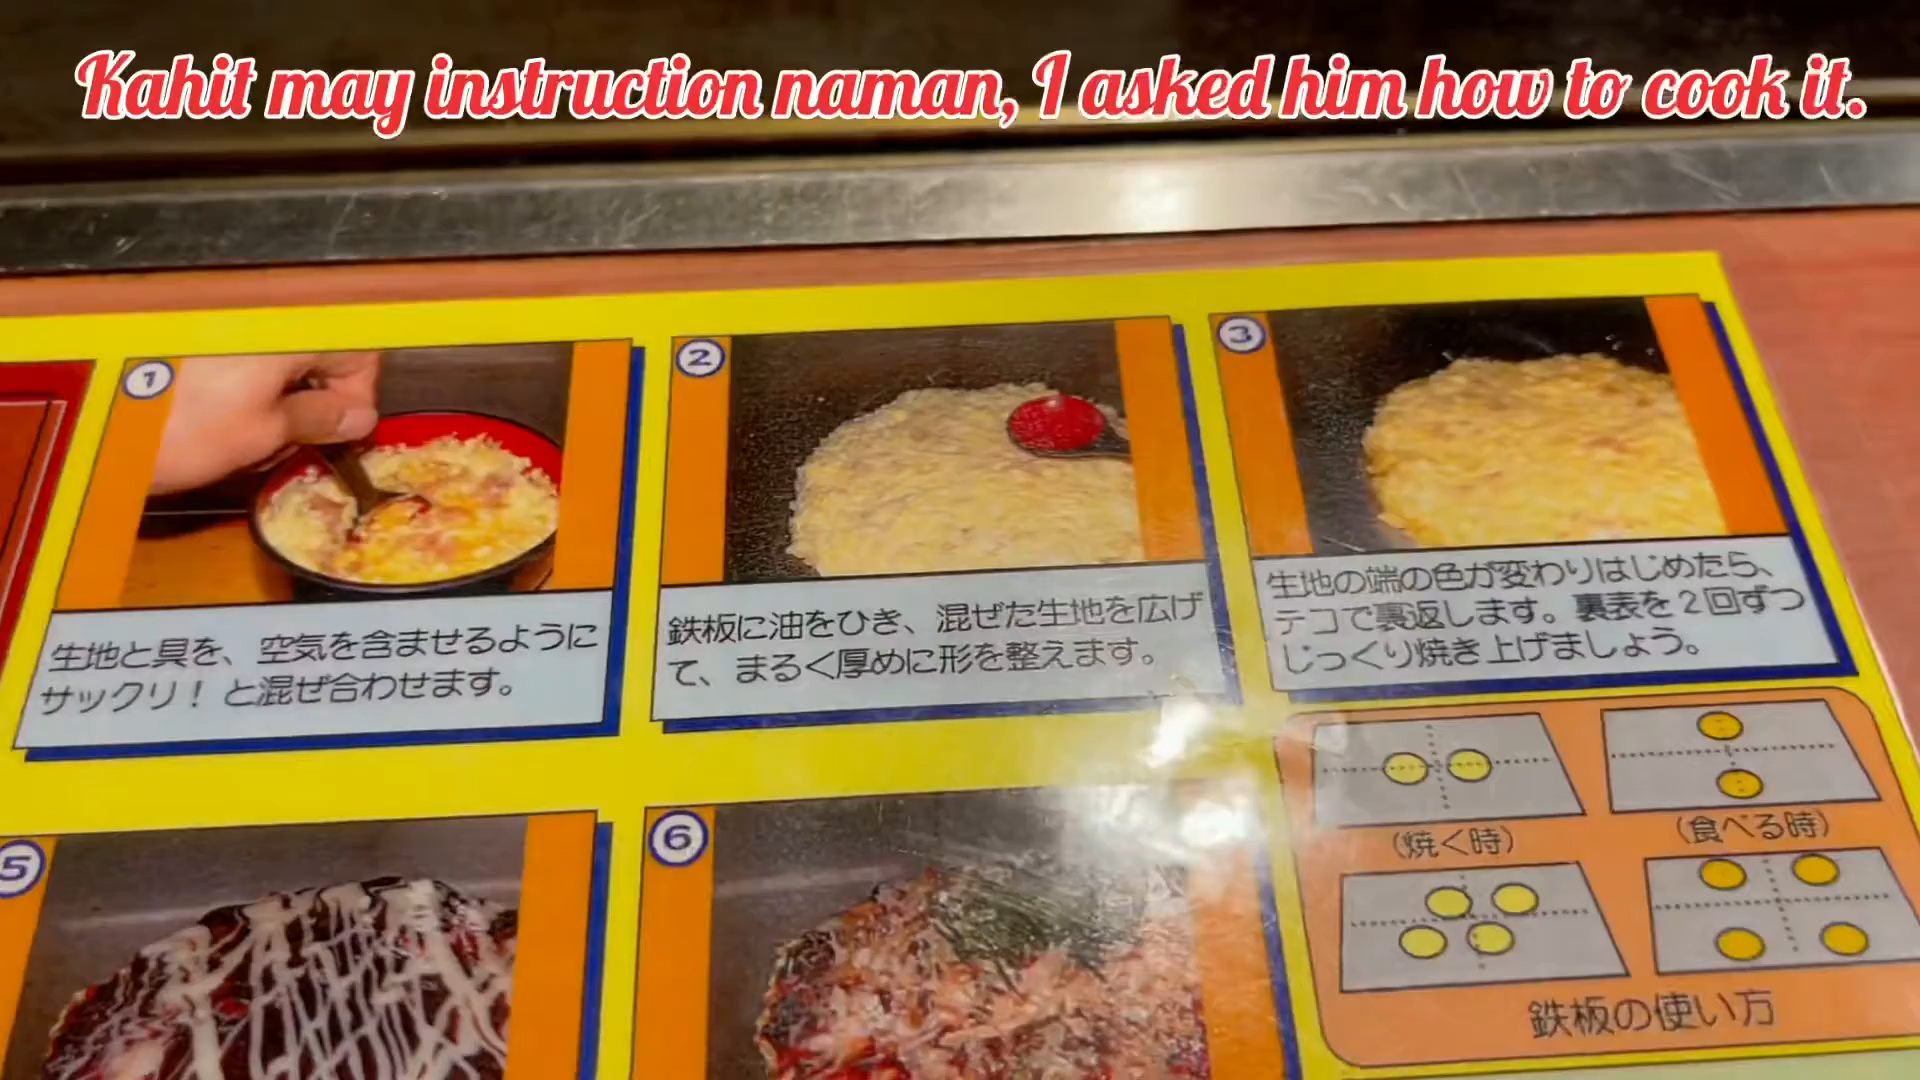 Kahit may instruction naman, I asked him how to cook it.
1
生地と具を、空気を含ませるように
サックリ！と混ぜ合わせます。
2
鉄板に油をひき、混ぜた生地を広げ
て、まるく厚めに形を整えます。
3
生地の端の色が変わりはじめたら、
テコで裏返します。裏表を2回ずつ
じっくり焼き上げましょう。
5
6
(焼く時)
(食べる時)
鉄板の使い方